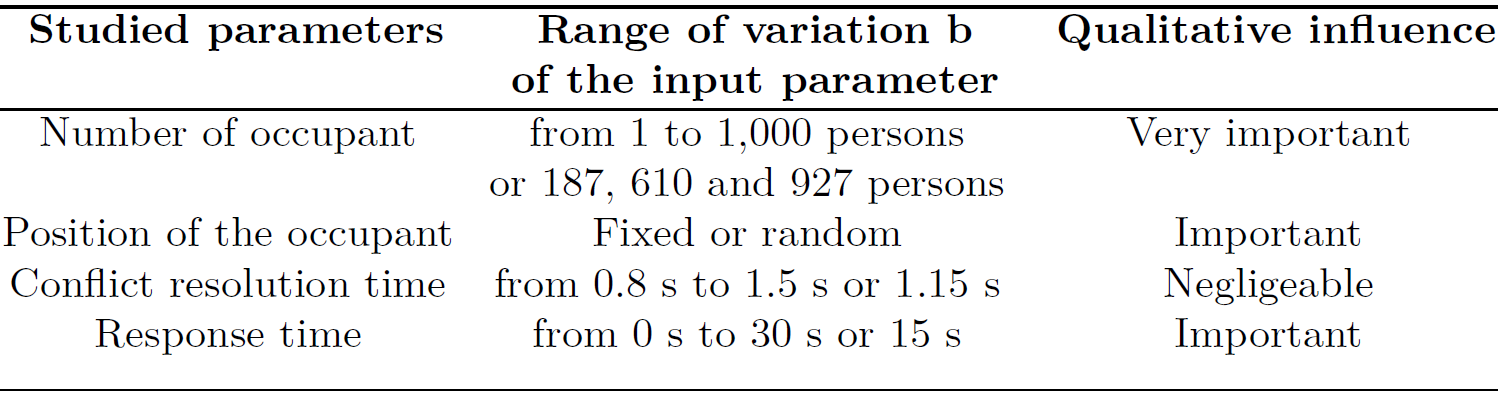 Studied parameters Range of variation b Qualitative influence
of the input parameter
Number of occupant from 1 to 1,000 persons Very important
or 187, 610 and 927 persons
Position of the occupant Fixed or random Important
Conflict resolution time from 0.8 s to 1.5 s or 1.15 s Negligeable
Response time from 0 s to 30 s or 15 s Important